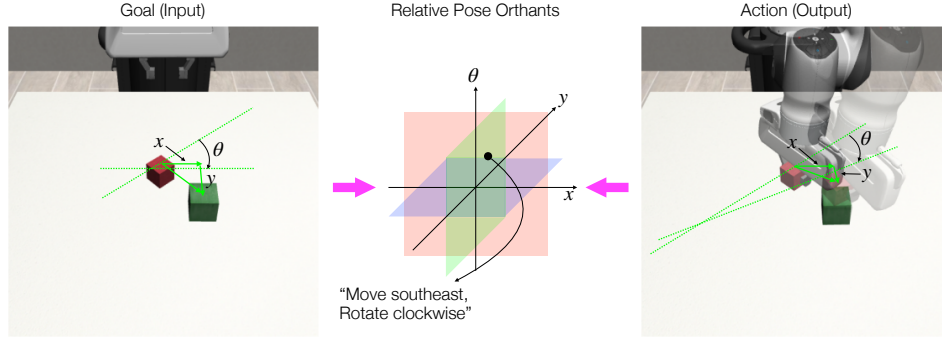 Goal (Input)
Relative Pose Orthants
Action (Output)
θ
y
x
θ
y
x
x
θ
y
"Move southeast,
Rotate clockwise"